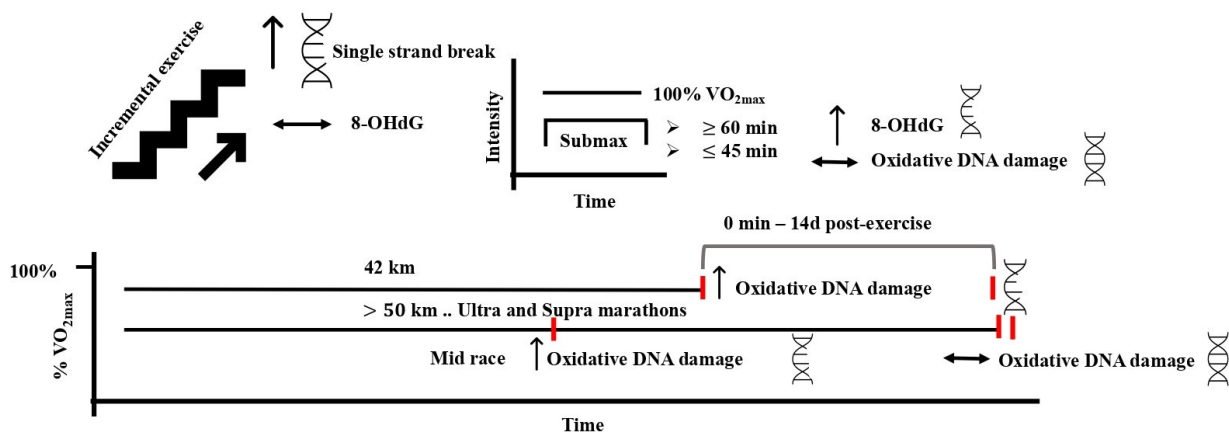 Incremental exercise
Single strand break
8-OHdG
Intensity
100% VO2max
Submax
➢ ≥ 60 min
➢ ≤ 45 min
8-OHdG
Oxidative DNA damage
Time
0 min – 14d post-exercise
100%
% VO2max
42 km
Oxidative DNA damage
> 50 km .. Ultra and Supra marathons
Mid race
Oxidative DNA damage
Oxidative DNA damage
Time